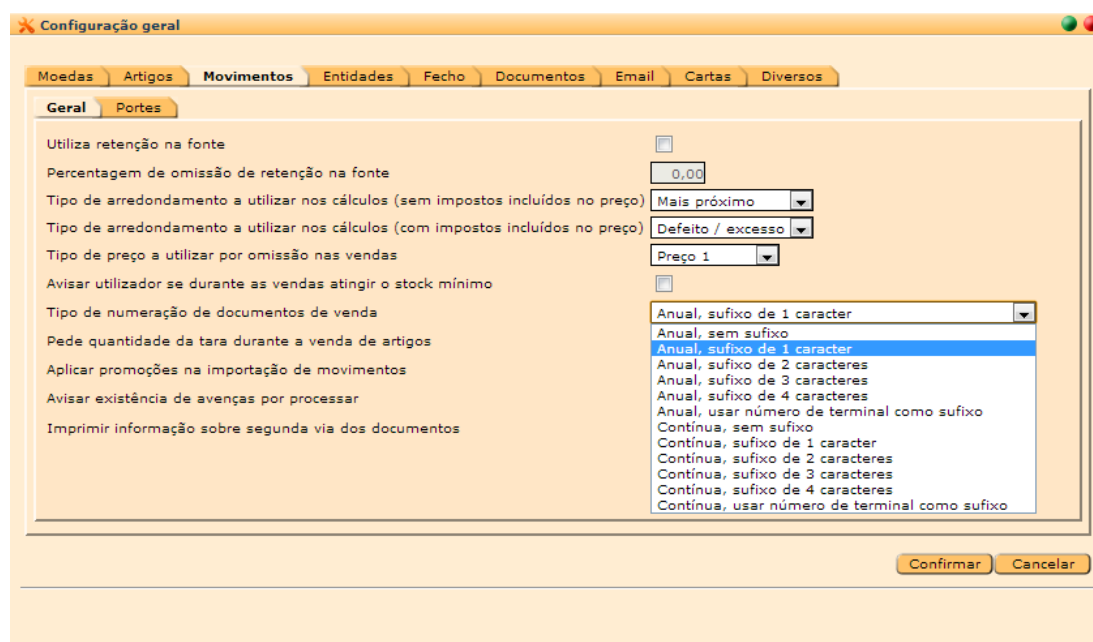 Configuração geral
Moedas Artigos Movimentos Entidades Fecho Documentos Email Cartas Diversos
Geral Portes
Utiliza retenção na fonte
Percentagem de omissão de retenção na fonte 0,00
Tipo de arredondamento a utilizar nos cálculos (sem impostos incluídos no preço) Mais próximo
Tipo de arredondamento a utilizar nos cálculos (com impostos incluídos no preço) Defeito / excesso
Tipo de preço a utilizar por omissão nas vendas Preço 1
Avisar utilizador se durante as vendas atingir o stock mínimo
Tipo de numeração de documentos de venda Anual, sufixo de 1 caracter
Pede quantidade da tara durante a venda de artigos
Aplicar promoções na importação de movimentos
Avisar existência de avenças por processar
Imprimir informação sobre segunda via dos documentos
Anual, sem sufixo
Anual, sufixo de 1 caracter
Anual, sufixo de 2 caracteres
Anual, sufixo de 3 caracteres
Anual, sufixo de 4 caracteres
Anual, usar número de terminal como sufixo
Contínua, sem sufixo
Contínua, sufixo de 1 caracter
Contínua, sufixo de 2 caracteres
Contínua, sufixo de 3 caracteres
Contínua, sufixo de 4 caracteres
Contínua, usar número de terminal como sufixo
Confirmar Cancelar